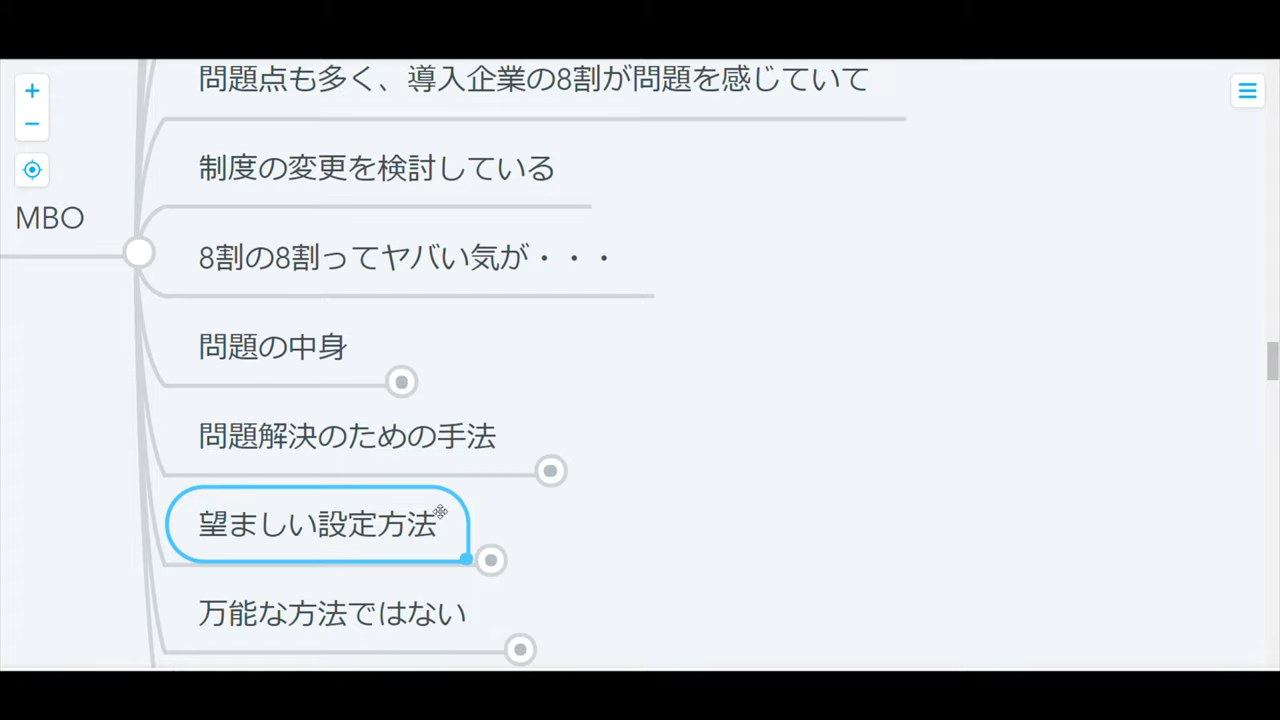 問題点も多く、導入企業の8割が問題を感じていて
制度の変更を検討している
MBO
8割の8割ってヤバい気が・・・
問題の中身
問題解決のための手法
望ましい設定方法
万能な方法ではない